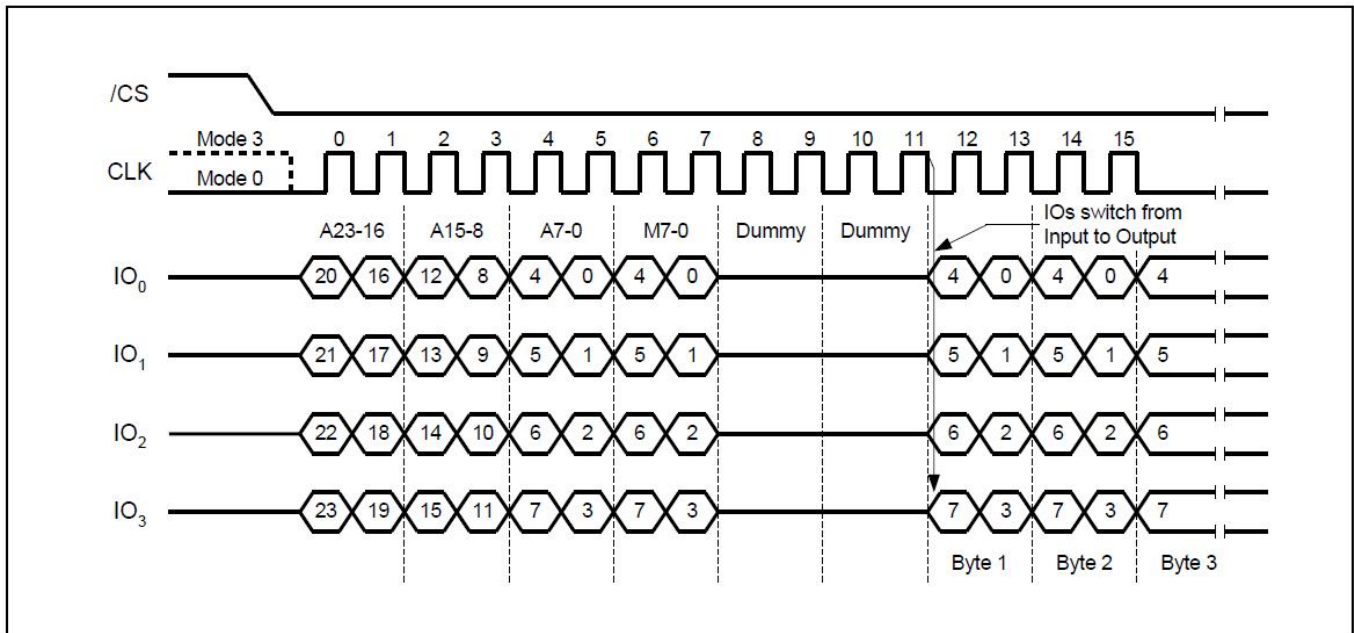 /CS
Mode 3
0 1 2 3 4 5 6 7 8 9 10 11 12 13 14 15
CLK
Mode 0
IOs switch from
Input to Output
A23-16 A15-8 A7-0 M7-0 Dummy Dummy
IO0 20 16 12 8 4 0 4 0 4 0 4 0 4
IO1 21 17 13 9 5 1 5 1 5 1 5 1 5
IO2 22 18 14 10 6 2 6 2 6 2 6 2 6
IO3 23 19 15 11 7 3 7 3 7 3 7 3 7
Byte 1 Byte 2 Byte 3